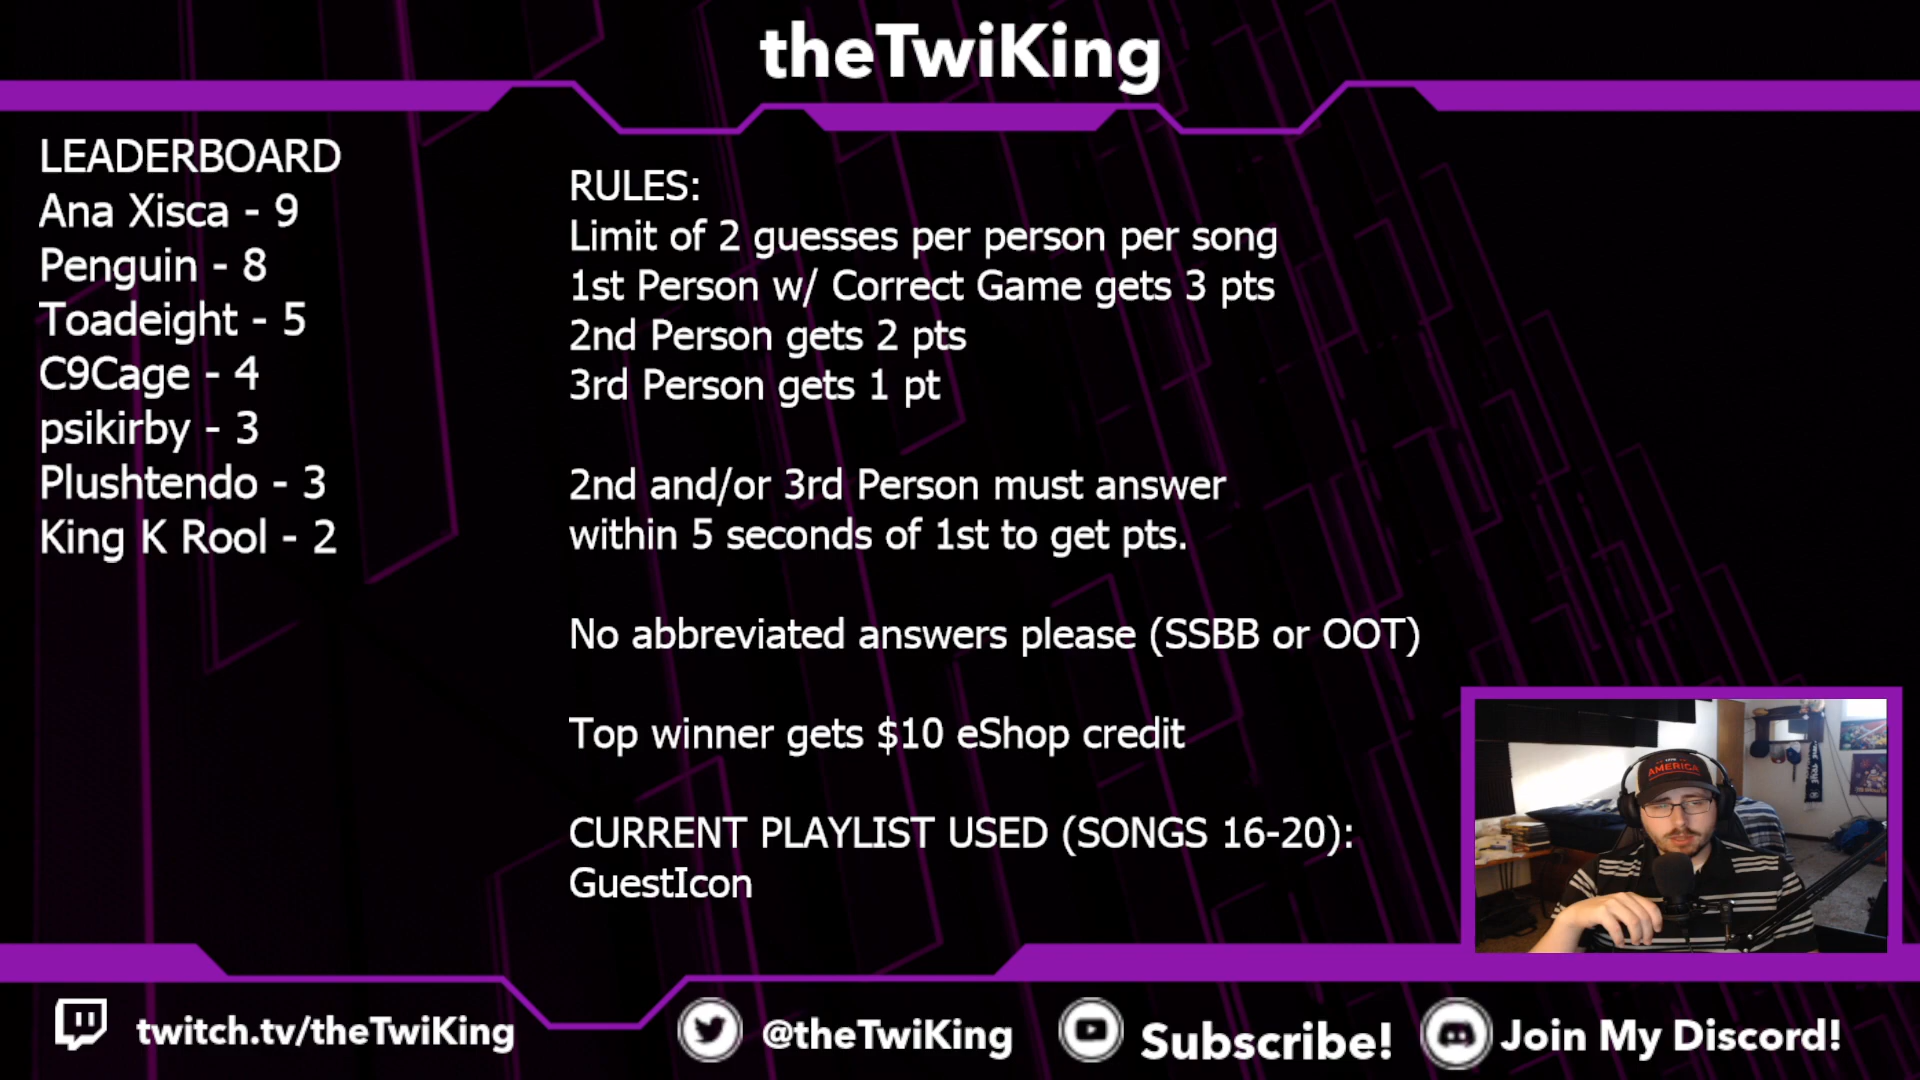 theTwiKing
LEADERBOARD
Ana Xisca - 9
Penguin - 8
Toadeight - 5
C9Cage - 4
psikirby - 3
Plushtendo - 3
King K Rool - 2
RULES:
Limit of 2 guesses per person per song
1st Person w/ Correct Game gets 3 pts
2nd Person gets 2 pts
3rd Person gets 1 pt
2nd and/or 3rd Person must answer
within 5 seconds of 1st to get pts.
No abbreviated answers please (SSBB or OOT)
Top winner gets $10 eShop credit
CURRENT PLAYLIST USED (SONGS 16-20):
GuestIcon
AMERICA
twitch.tv/theTwiKing
@theTwiKing
Subscribe!
Join My Discord!